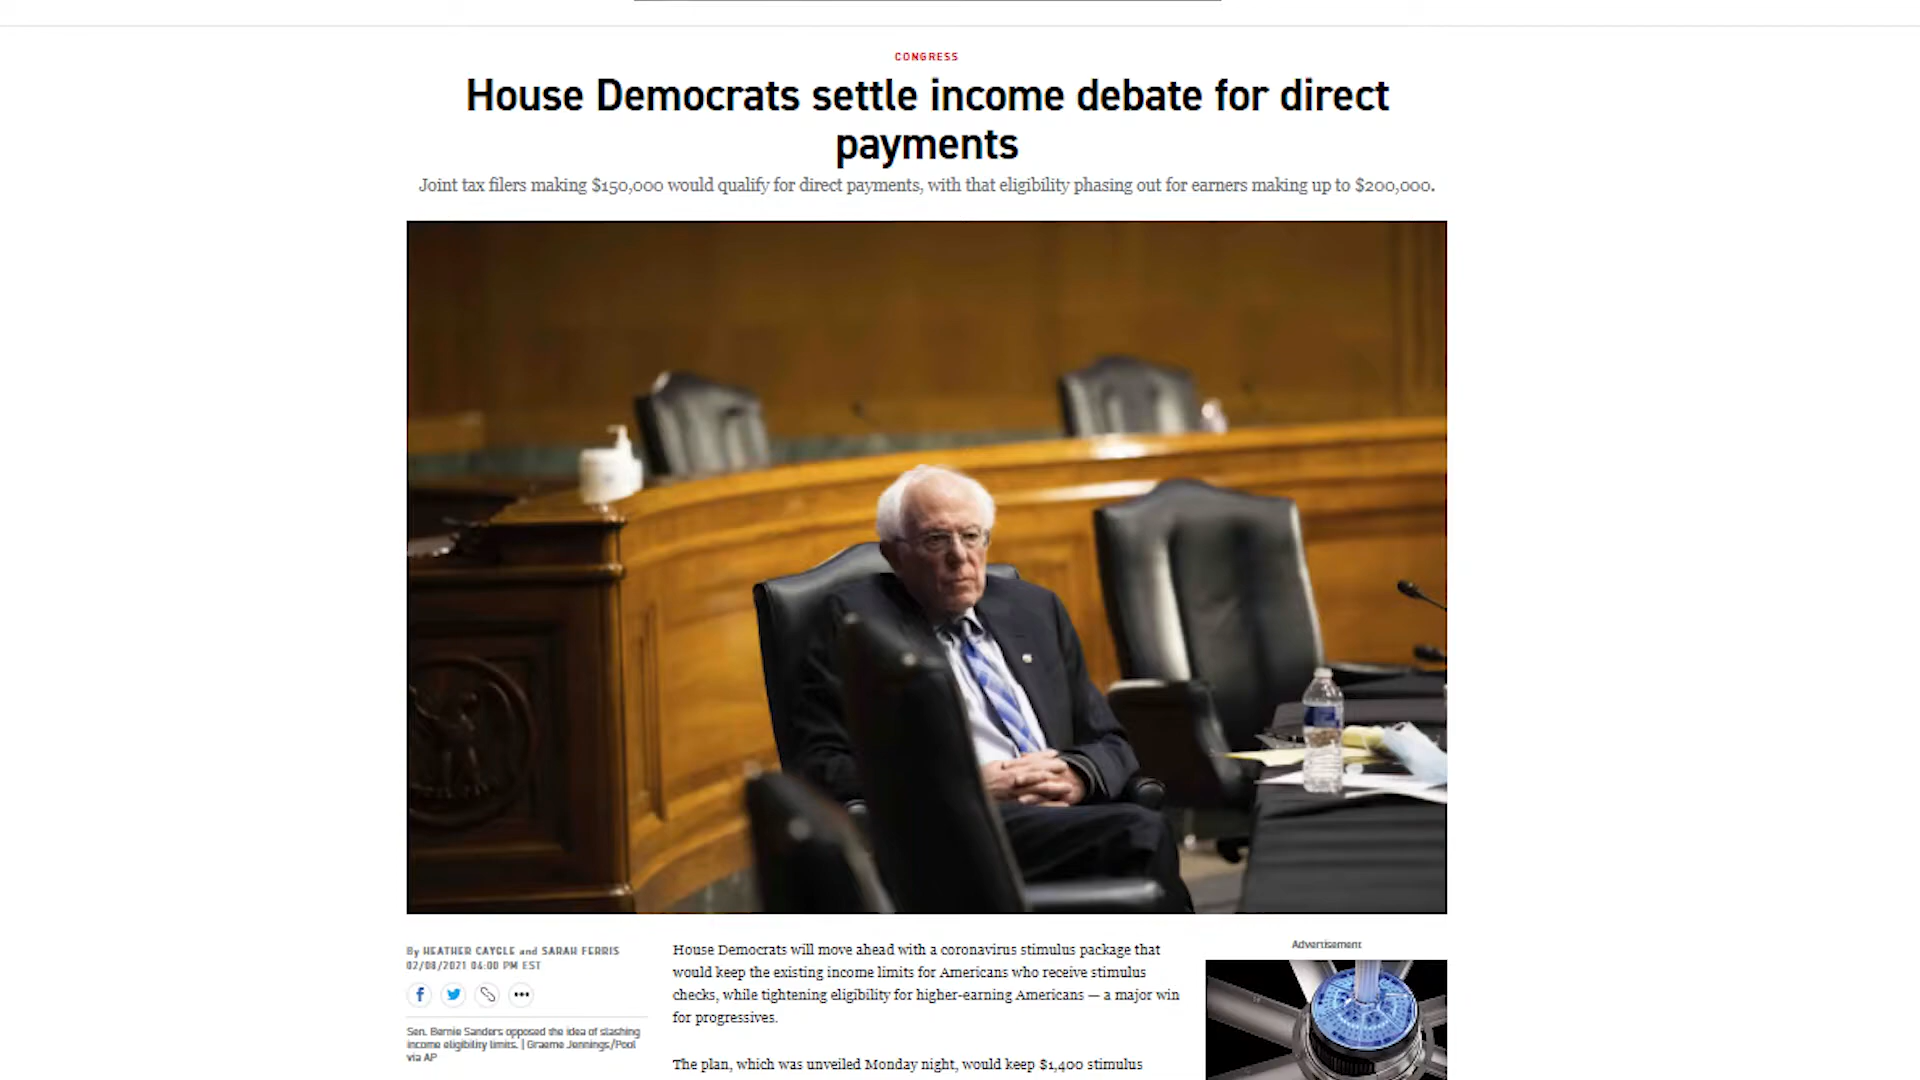 CONGRESS
House Democrats settle income debate for direct
payments
Joint tax filers making $150,000 would qualify for direct payments, with that eligibility phasing out for earners making up to $200,000.
By HEATHER CAYGLE and SARAH FERRIS
02/08/2021 06:00 PM EST
Sen. Bernie Sanders opposed the idea of slashing
income eligibility limits. | Graeme Jennings/Pool
via AP
House Democrats will move ahead with a coronavirus stimulus package that
would keep the existing income limits for Americans who receive stimulus
checks, while tightening eligibility for higher-earning Americans — a major win
for progressives.
The plan, which was unveiled Monday night, would keep $1,400 stimulus
Advertisement